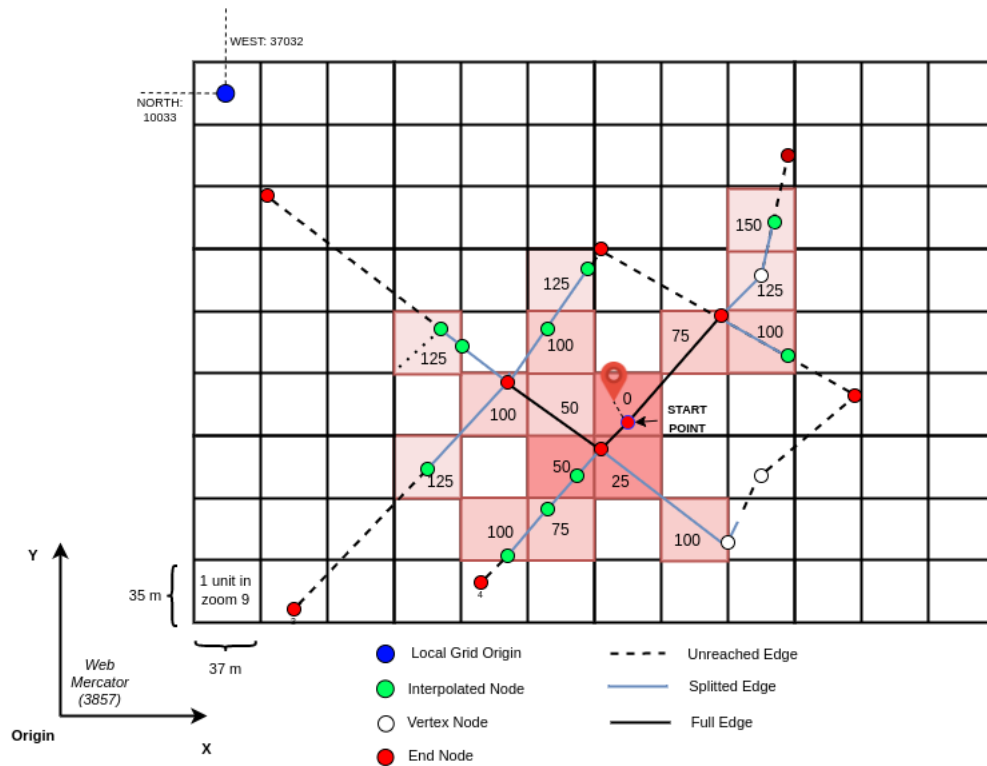 WEST: 37032
NORTH:
10033
150
125
125
100
75
100
125
0
100
50
START
POINT
50
125
25
100
75
100
Y
1 unit in
zoom 9
35 m
4
37 m
Web
Mercator
(3857)
Origin
X
Local Grid Origin
Interpolated Node
Vertex Node
End Node
Unreached Edge
Splitted Edge
Full Edge